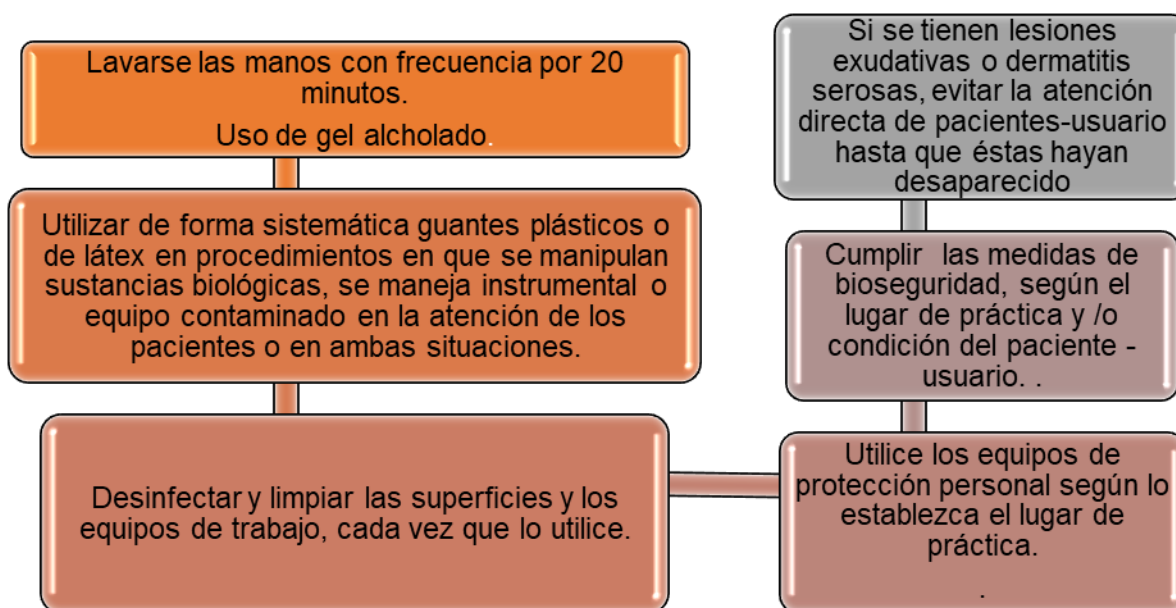 Lavarse las manos con frecuencia por 20
minutos.
Uso de gel alcholado.
Utilizar de forma sistemática guantes plásticos o
de látex en procedimientos en que se manipulan
sustancias biológicas, se maneja instrumental o
equipo contaminado en la atención de los
pacientes o en ambas situaciones.
Desinfectar y limpiar las superficies y los
equipos de trabajo, cada vez que lo utilice.
Utilice los equipos de
protección personal según lo
establezca el lugar de
práctica.
.
Cumplir las medidas de
bioseguridad, según el
lugar de práctica y /o
condición del paciente -
usuario. .
Si se tienen lesiones
exudativas o dermatitis
serosas, evitar la atención
directa de pacientes-usuario
hasta que éstas hayan
desaparecido